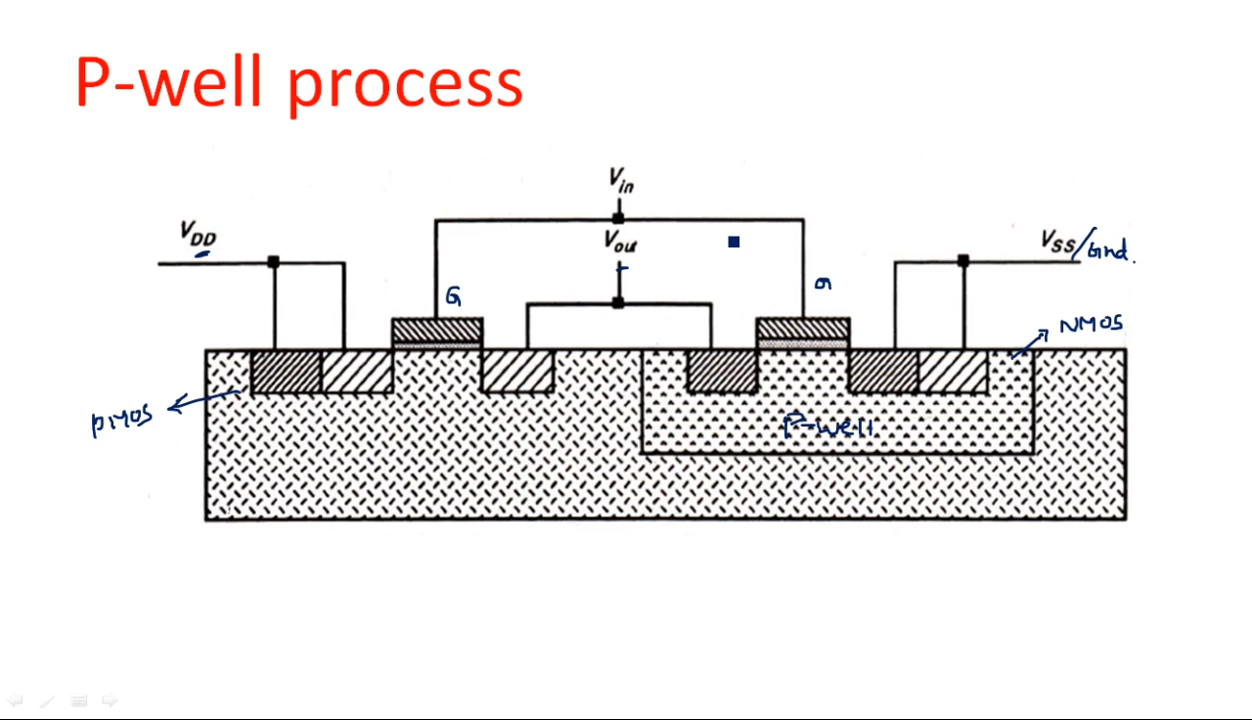 P-well process
Vin
VDD
Vout
VSS/Gnd.
G
G
NMOS
PMOS
P-well